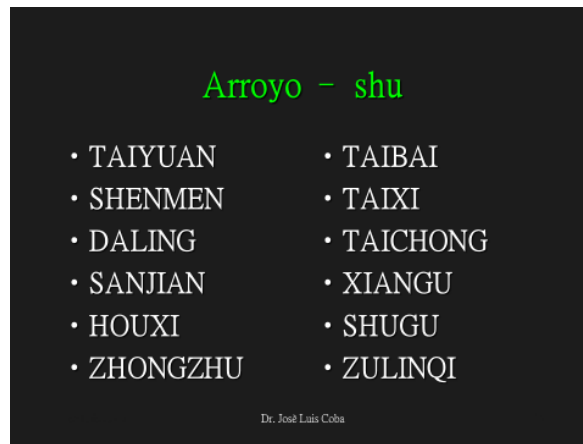 Arroyo - shu
• TAIYUAN
• SHENMEN
• DALING
• SANJIAN
• HOUXI
• ZHONGZHU
• TAIBAI
• TAIXI
• TAICHONG
• XIANGU
• SHUGU
• ZULINQI
Dr. Josè Luis Coba